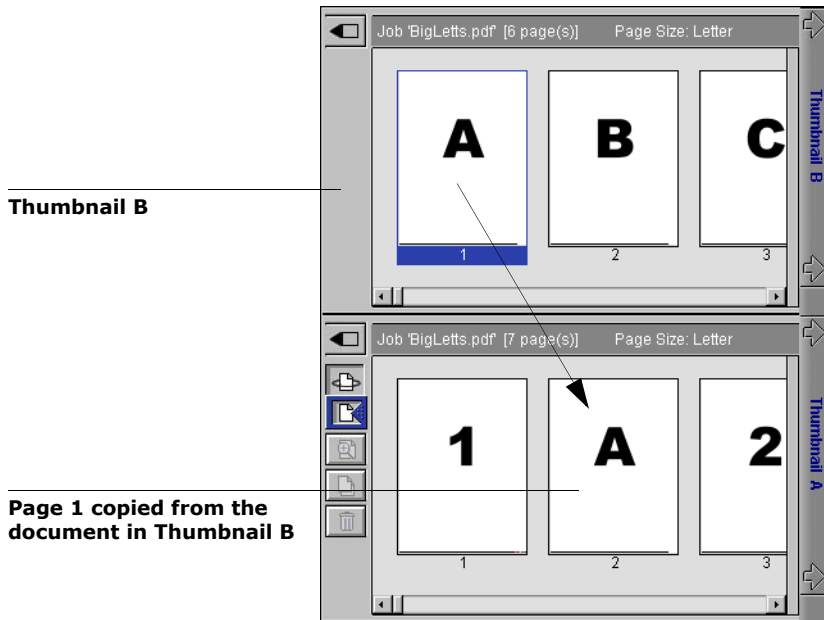 Job 'BigLetts.pdf' [6 page(s)] Page Size: Letter
A B C
1 2 3
Thumbnail B
Thumbnail B
Job 'BigLetts.pdf' [7 page(s)] Page Size: Letter
1 A 2
1 2 3
Thumbnail A
Page 1 copied from the
document in Thumbnail B